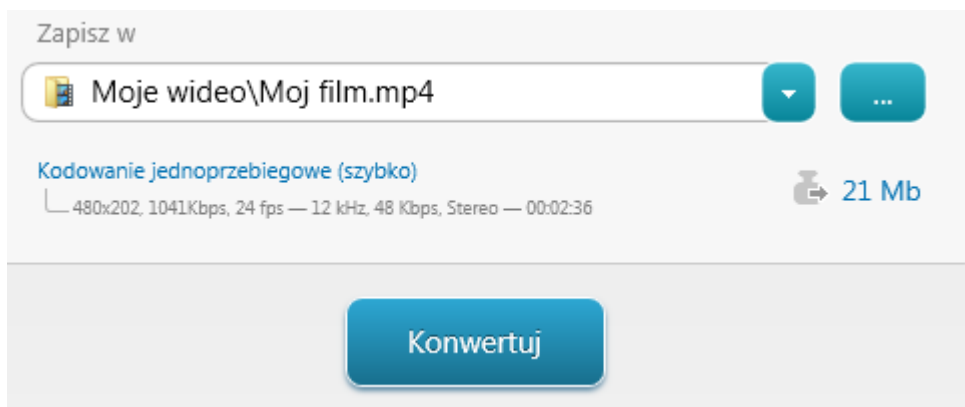 Zapisz w
Moje wideo\Moj film.mp4
...
Kodowanie jednoprzebiegowe (szybko)
480x202, 1041Kbps, 24 fps — 12 kHz, 48 Kbps, Stereo — 00:02:36
21 Mb
Konwertuj